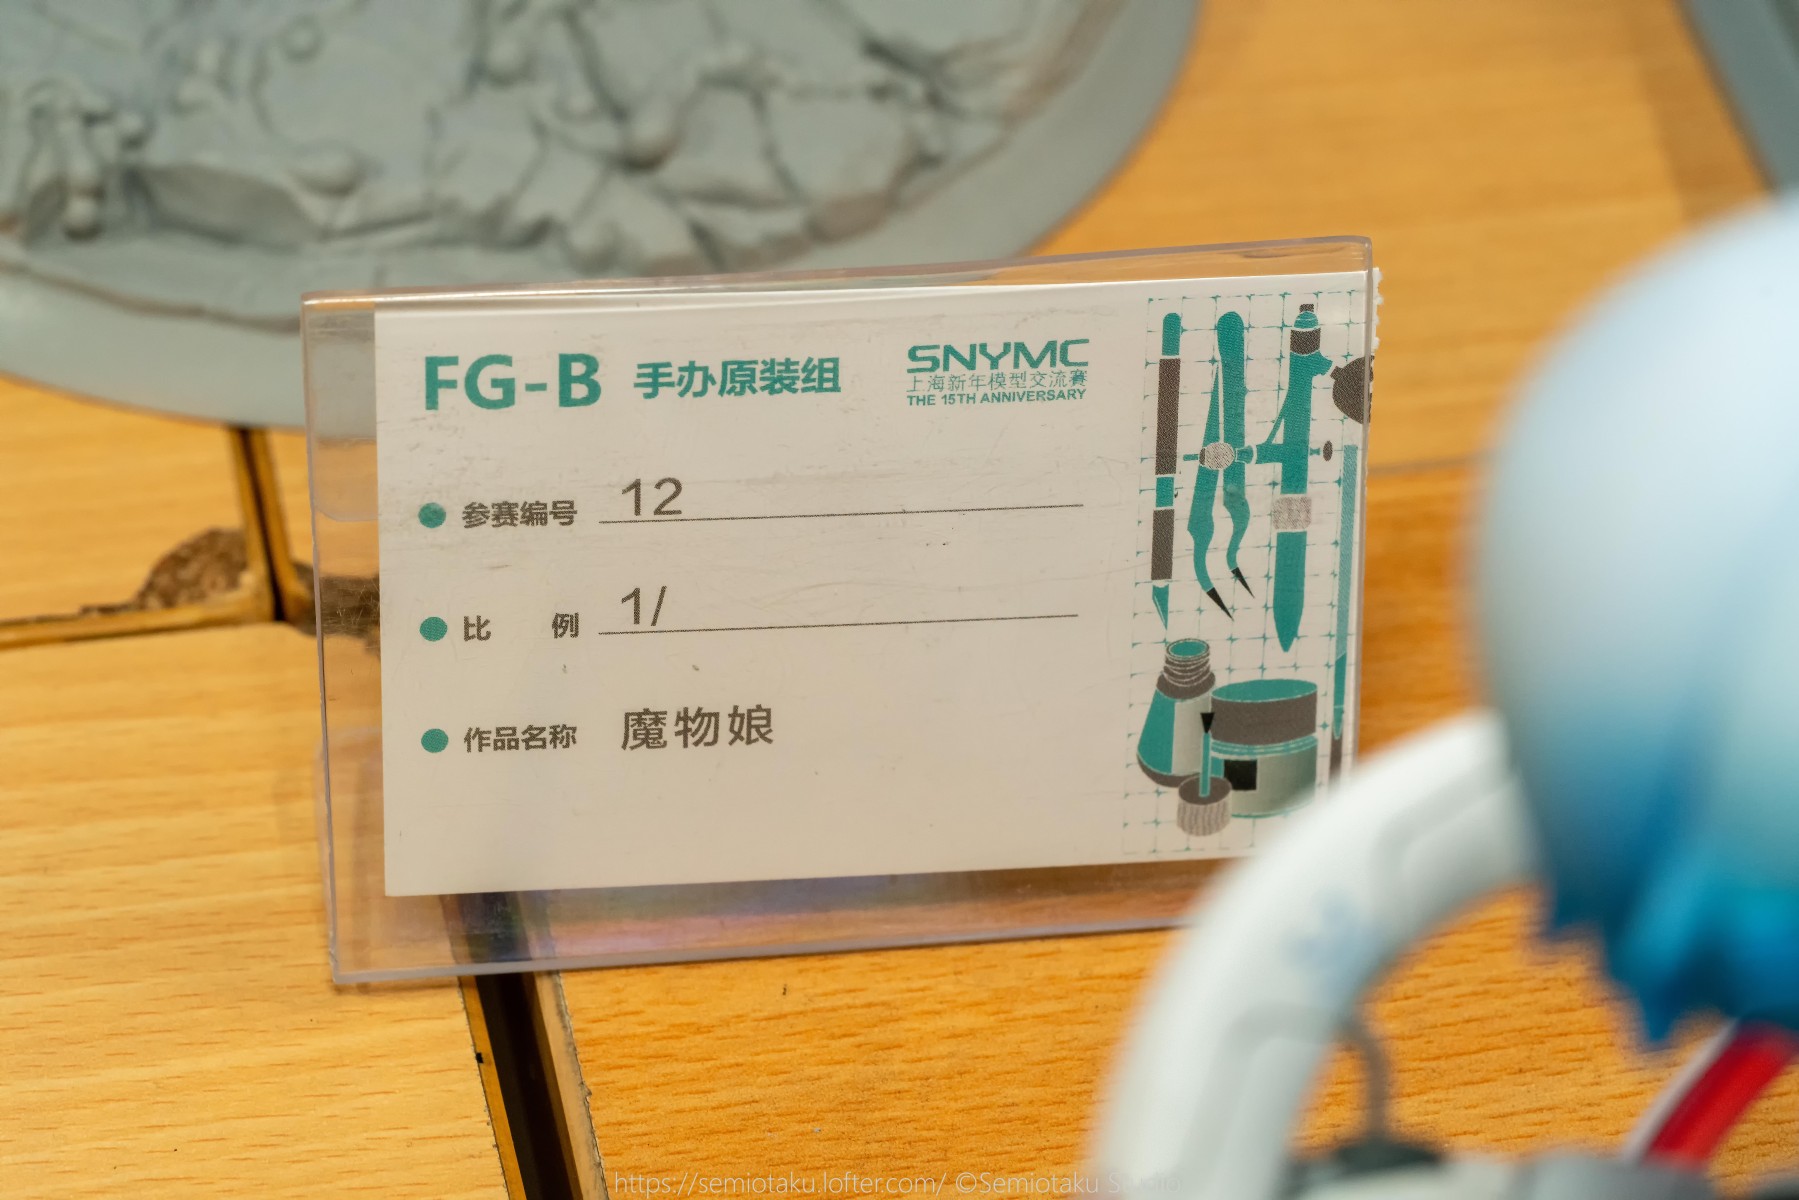 FG-B 手办原装组
SNYMC
上海新年模型交流赛
THE 15TH ANNIVERSARY
参赛编号 12
比 例 1/
作品名称 魔物娘
https://semiotaku.lofter.com/ ©Semiotaku